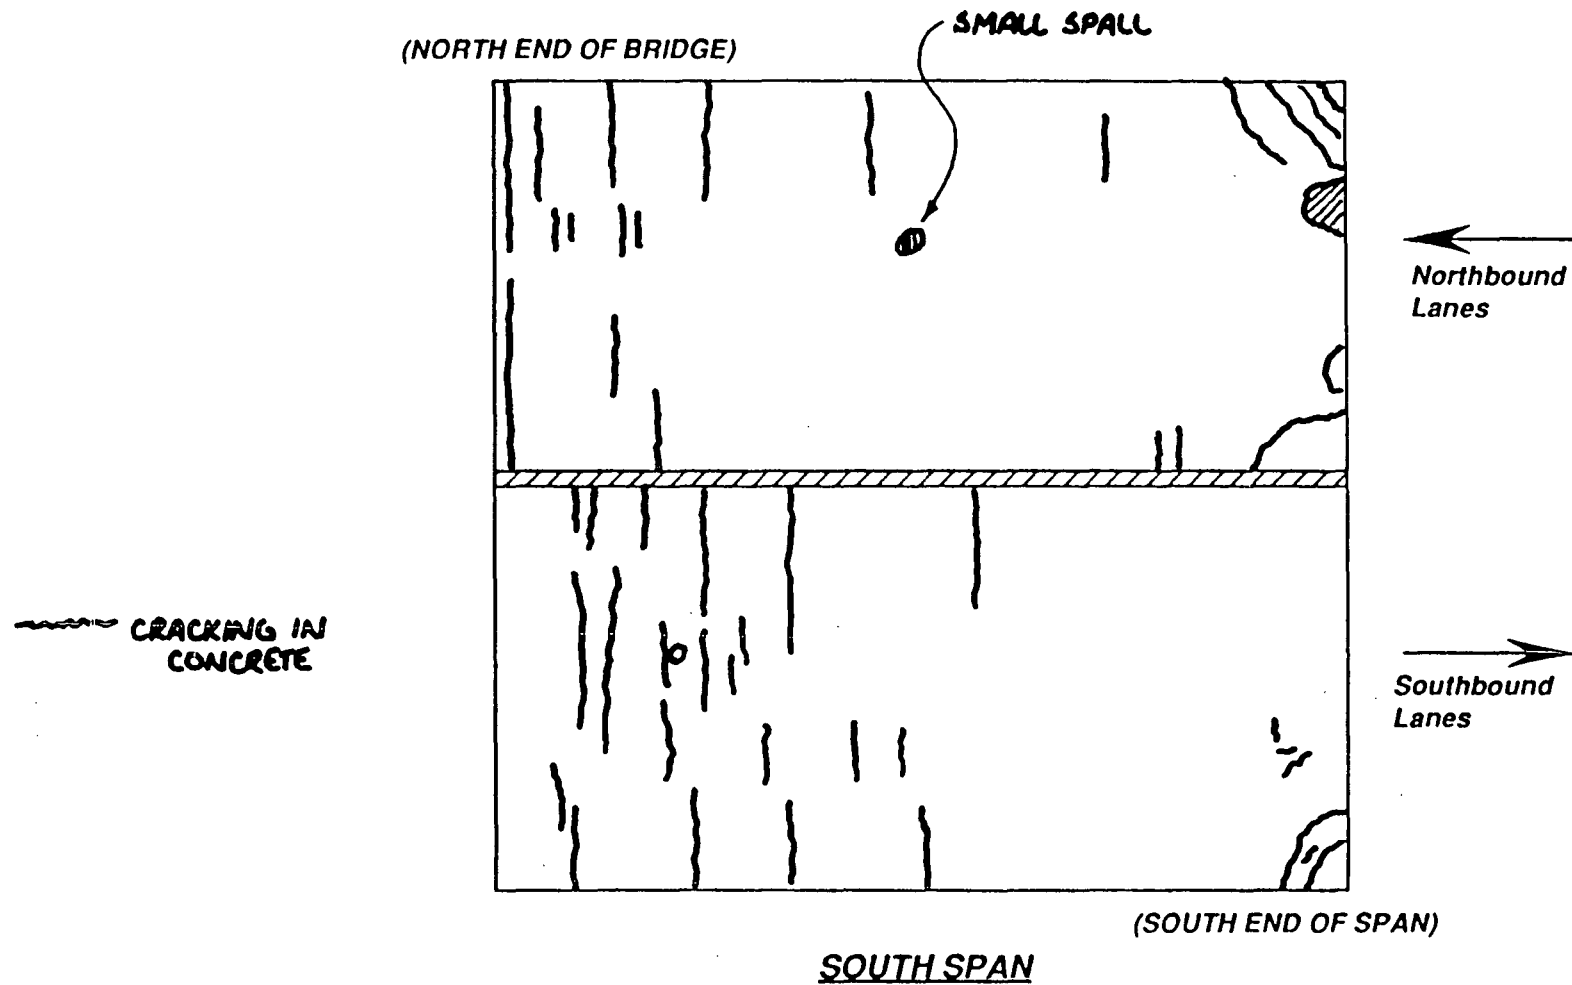 SMALL SPALL
(NORTH END OF BRIDGE)
Northbound
Lanes
CRACKING IN
CONCRETE
Southbound
Lanes
(SOUTH END OF SPAN)
SOUTH SPAN